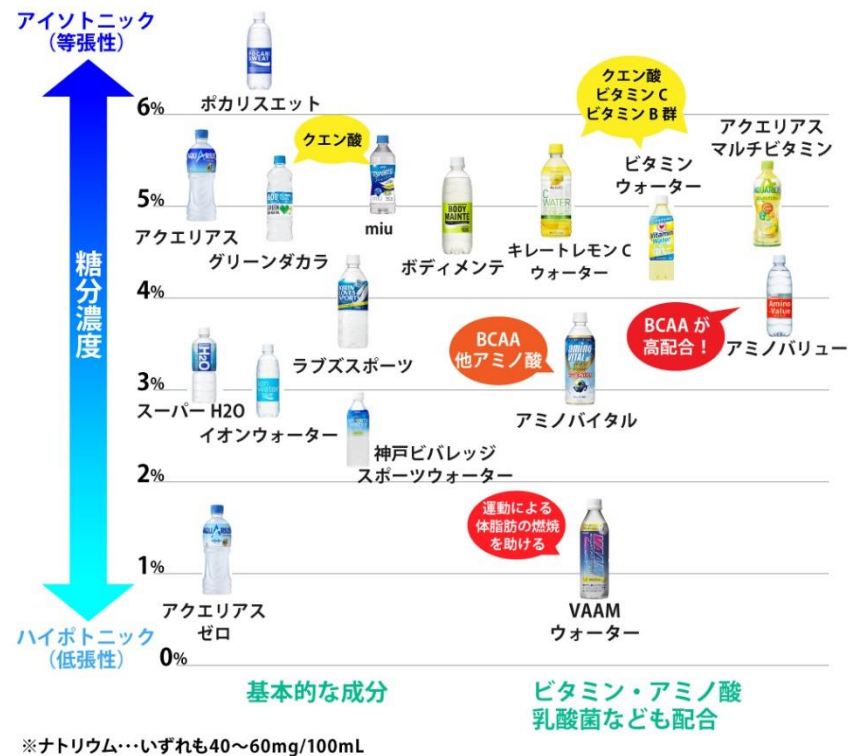 アイソトニック
（等張性）
ポカリスエット
6%
クエン酸
クエン酸
ビタミン C
ビタミン B 群
アクエリアス
マルチビタミン
ビタミン
ウォーター
5%
アクエリアス
グリーンダカラ
miu
BODY
MAINTÉ
ボディメンテ
C
WATER
キレートレモン C
ウォーター
Vitamin
Water
糖分濃度
4%
ラブズスポーツ
BCAA
他アミノ酸
BCAA が
高配合！
Amino
-Value
アミノバリュー
H2O
3%
スーパー H2O
イオンウォーター
amino
VITAL
アミノバイタル
神戸ビバレッジ
スポーツウォーター
2%
運動による
体脂肪の燃焼
を助ける
1%
アクエリアス
ゼロ
VAAM
ウォーター
ハイポトニック
（低張性）
0%
基本的な成分
ビタミン・アミノ酸
乳酸菌なども配合
※ナトリウム･･･いずれも40～60mg/100mL